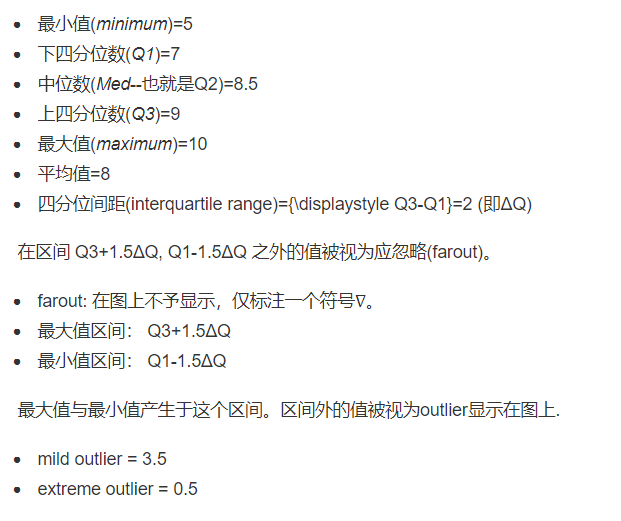 最小值(minimum)=5
下四分位数(Q1)=7
中位数(Med--也就是Q2)=8.5
上四分位数(Q3)=9
最大值(maximum)=10
平均值=8
四分位间距(interquartile range)={\displaystyle Q3-Q1}=2 (即ΔQ)
在区间 Q3+1.5ΔQ, Q1-1.5ΔQ 之外的值被视为应忽略(farout)。
farout: 在图上不予显示，仅标注一个符号∇。
最大值区间： Q3+1.5ΔQ
最小值区间： Q1-1.5ΔQ
最大值与最小值产生于这个区间。区间外的值被视为outlier显示在图上.
mild outlier = 3.5
extreme outlier = 0.5